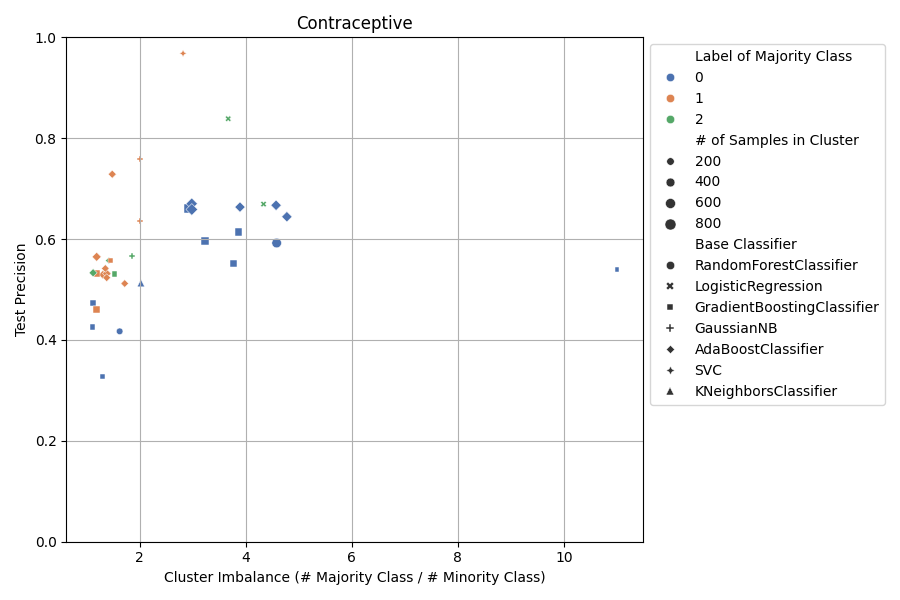 Contraceptive
Test Precision
1.0
0.8
0.6
0.4
0.2
0.0
2
4
6
8
10
Cluster Imbalance (# Majority Class / # Minority Class)
Label of Majority Class
0
1
2
# of Samples in Cluster
200
400
600
800
Base Classifier
RandomForestClassifier
LogisticRegression
GradientBoostingClassifier
GaussianNB
AdaBoostClassifier
SVC
KNeighborsClassifier